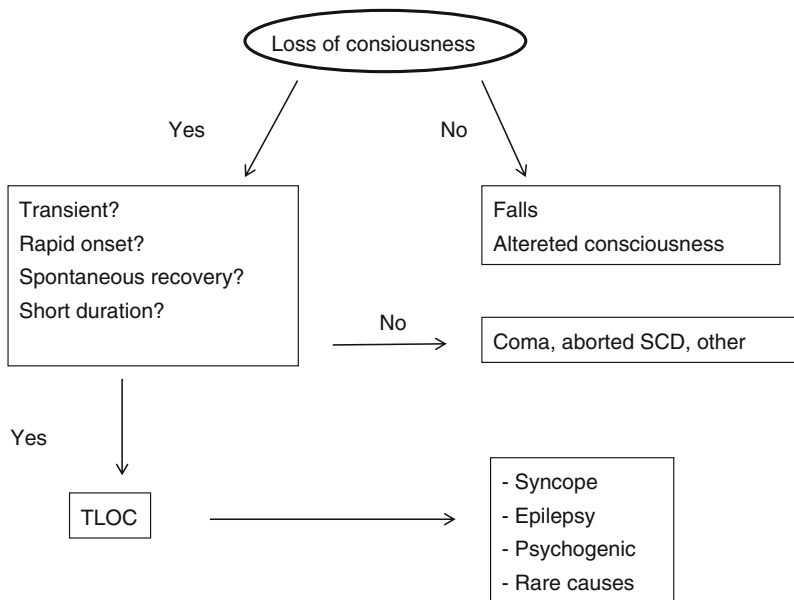 Loss of consiousness
Yes
No
Transient?
Rapid onset?
Spontaneous recovery?
Short duration?
Falls
Altereted consciousness
No
Coma, aborted SCD, other
Yes
TLOC
- Syncope
- Epilepsy
- Psychogenic
- Rare causes